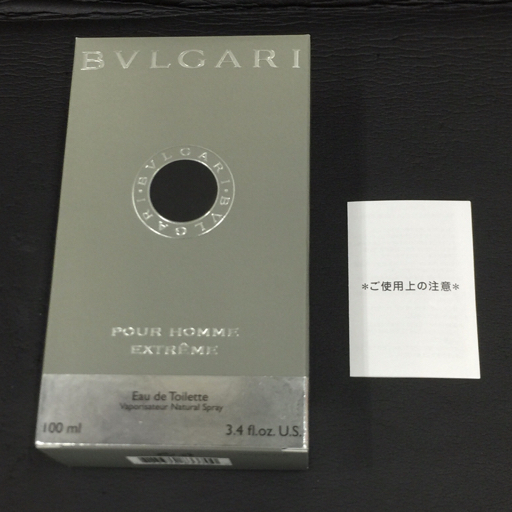 BVLGARI
BVLGARI · BVLGARI ·
POUR HOMME
EXTRÊME
Eau de Toilette
Vaporisateur Natural Spray
100 ml
3.4 fl.oz. U.S.
*ご使用上の注意*